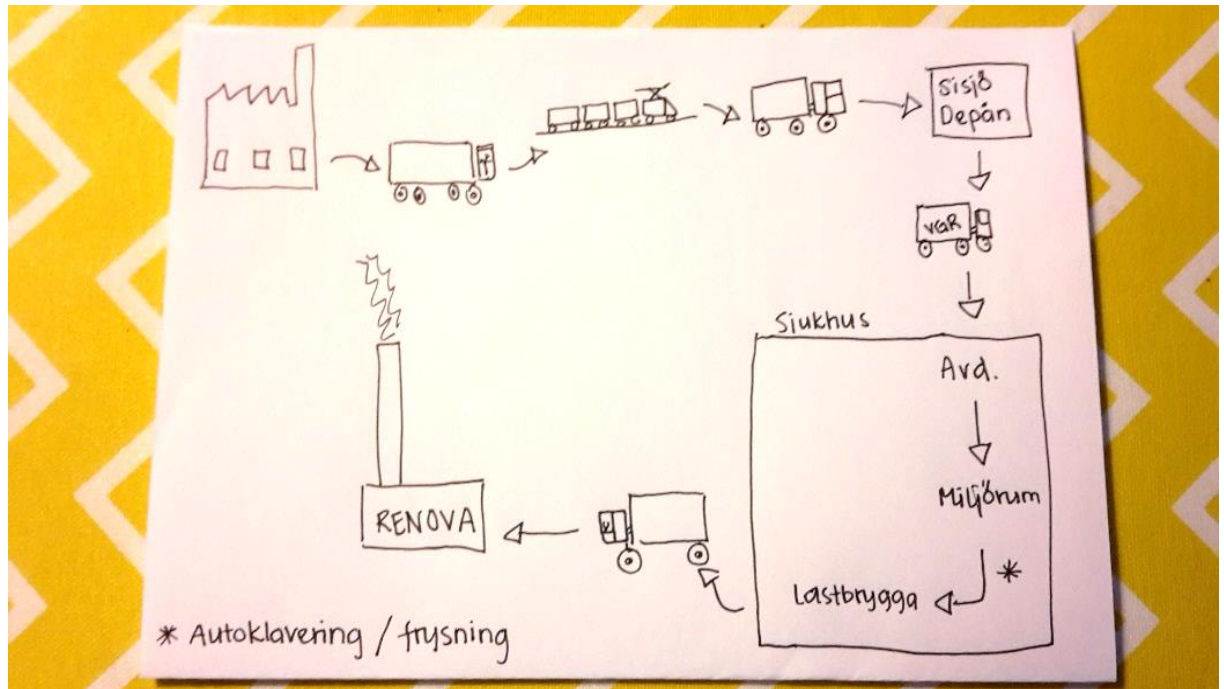 Sisjö
Depån
VGR
Sjukhus
Avd.
Miljörum
*
Lastbrygga
RENOVA
* Autoklavering / frysning